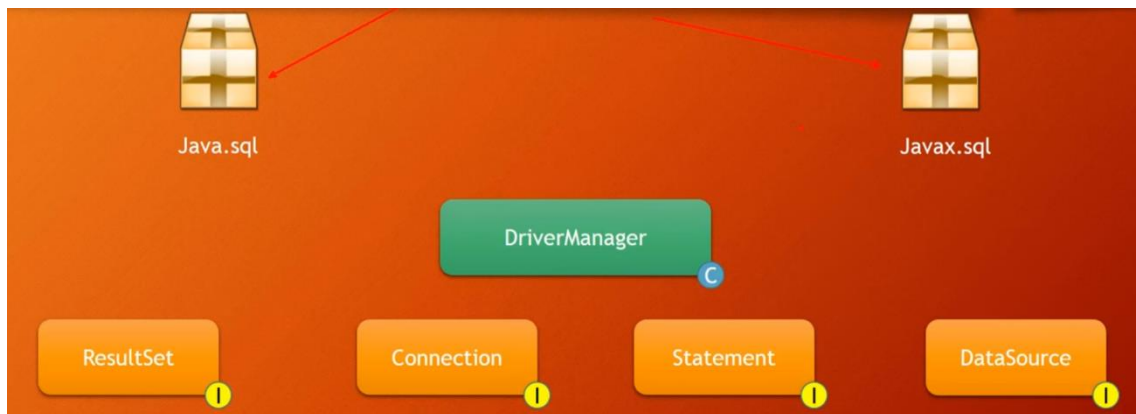 Java.sql
Javax.sql
DriverManager
C
ResultSet
I
Connection
I
Statement
I
DataSource
I